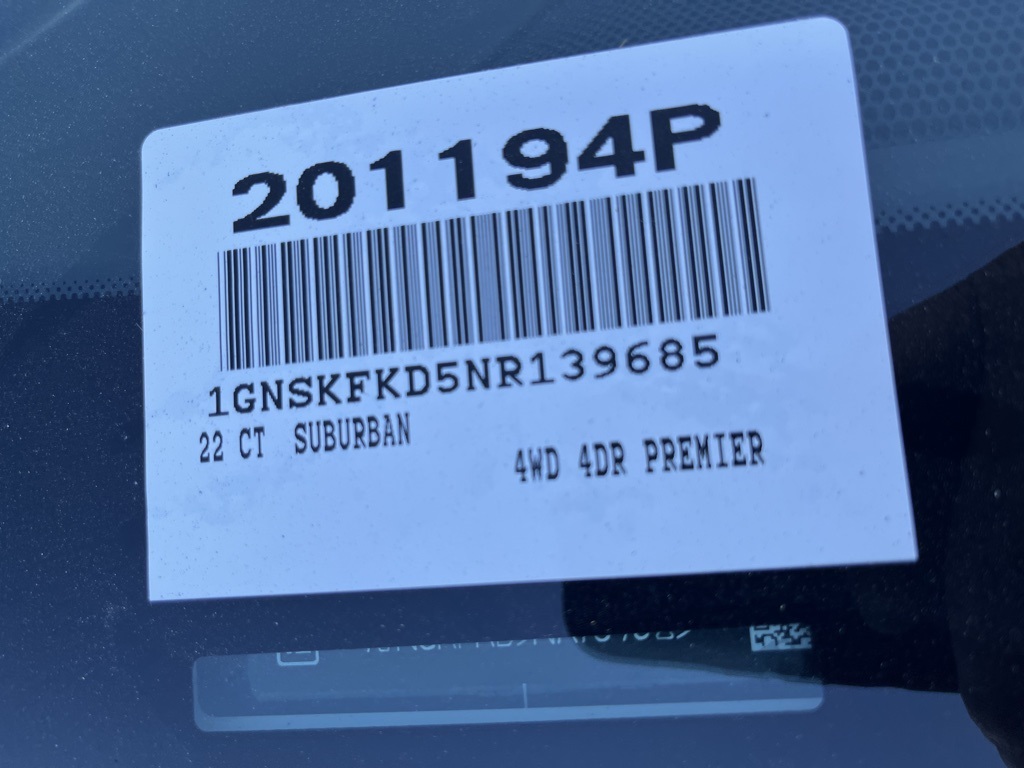 201194P
1GNSKFKD5NR139685
22 CT SUBURBAN
4WD 4DR PREMIER